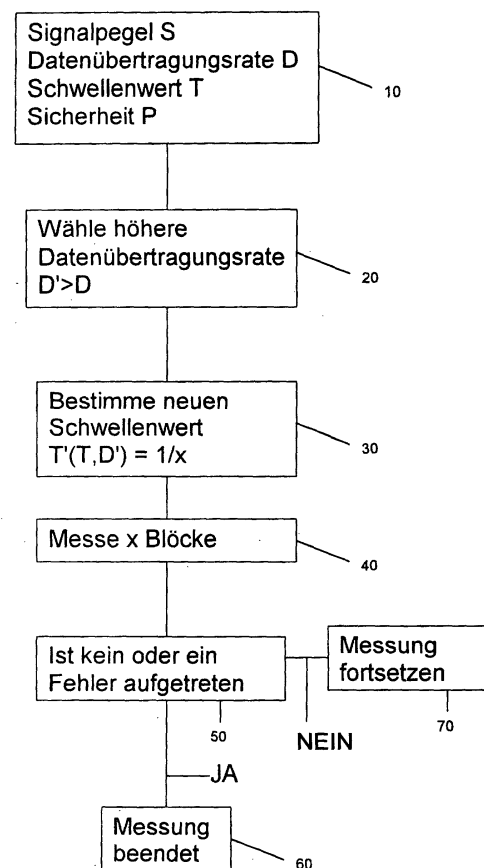 Signalpegel S
Datenübertragungsrate D
Schwellenwert T
Sicherheit P
10
Wähle höhere
Datenübertragungsrate
D'>D
20
Bestimme neuen
Schwellenwert
T'(T,D') = 1/x
30
Messe x Blöcke
40
Ist kein oder ein
Fehler aufgetreten
50
NEIN
Messung
fortsetzen
70
JA
Messung
beendet
60